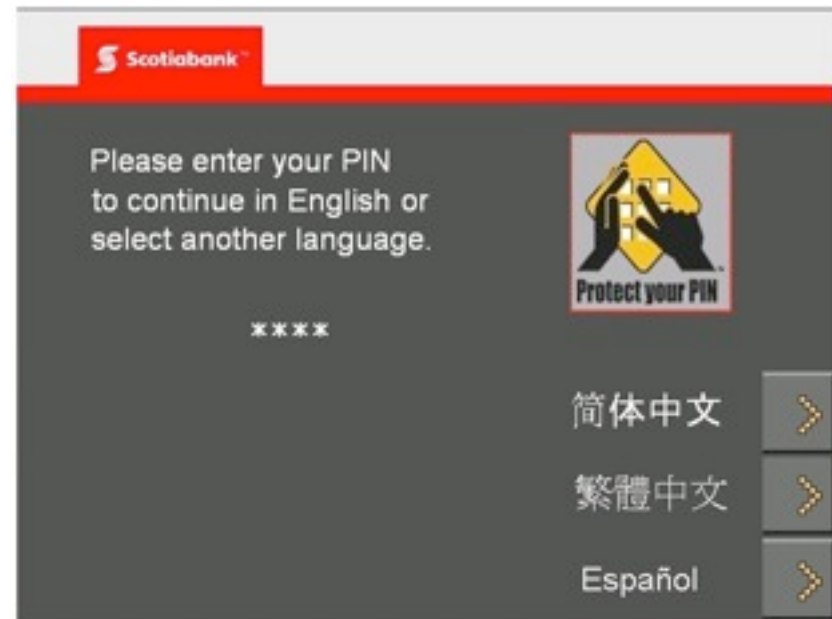 Scotiabank™
Please enter your PIN
to continue in English or
select another language.
****
Protect your PIN
简体中文
繁體中文
Español